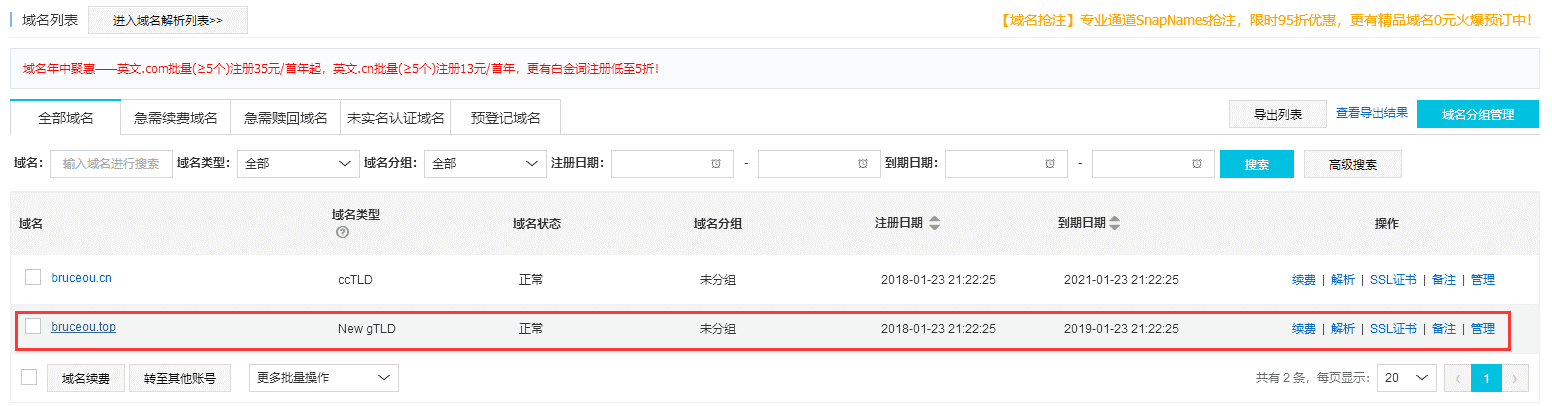 域名列表 进入域名解析列表>> 【域名抢注】专业通道SnapNames抢注，限时95折优惠，更有精品域名0元火爆预订中！
域名年中聚惠——英文.com批量(≥5个)注册35元/首年起，英文.cn批量(≥5个)注册13元/首年，更有白金词注册低至5折！
全部域名 急需续费域名 急需赎回域名 未实名认证域名 预登记域名 导出列表 查看导出结果 域名分组管理
域名： 输入域名进行搜索 域名类型： 全部 域名分组： 全部 注册日期： - 到期日期： - 搜索 高级搜索
域名 域名类型 ? 域名状态 域名分组 注册日期 到期日期 操作
bruceou.cn ccTLD 正常 未分组 2018-01-23 21:22:25 2021-01-23 21:22:25 续费 | 解析 | SSL证书 | 备注 | 管理
bruceou.top New gTLD 正常 未分组 2018-01-23 21:22:25 2019-01-23 21:22:25 续费 | 解析 | SSL证书 | 备注 | 管理
域名续费 转至其他账号 更多批量操作 共有 2 条，每页显示： 20 ‹ 1 ›